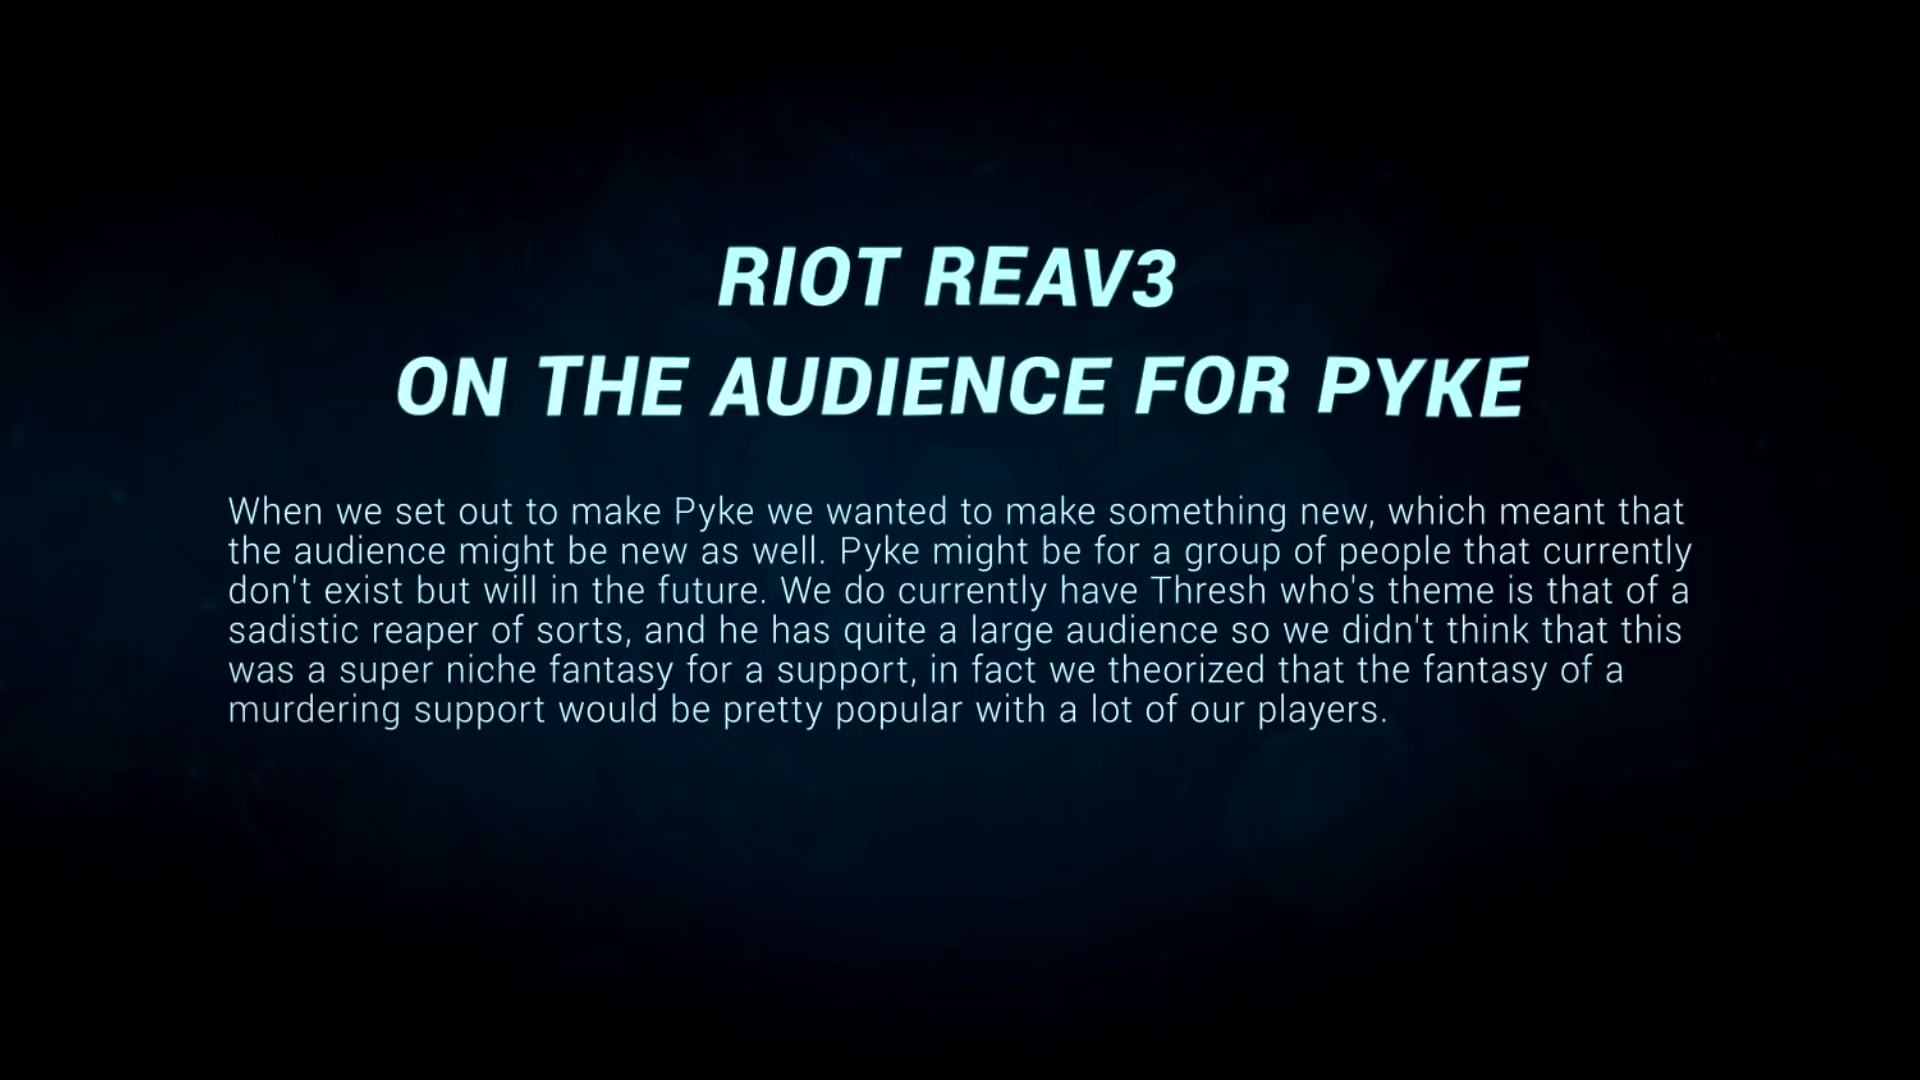 RIOT REAV3
ON THE AUDIENCE FOR PYKE
When we set out to make Pyke we wanted to make something new, which meant that
the audience might be new as well. Pyke might be for a group of people that currently
don't exist but will in the future. We do currently have Thresh who's theme is that of a
sadistic reaper of sorts, and he has quite a large audience so we didn't think that this
was a super niche fantasy for a support, in fact we theorized that the fantasy of a
murdering support would be pretty popular with a lot of our players.